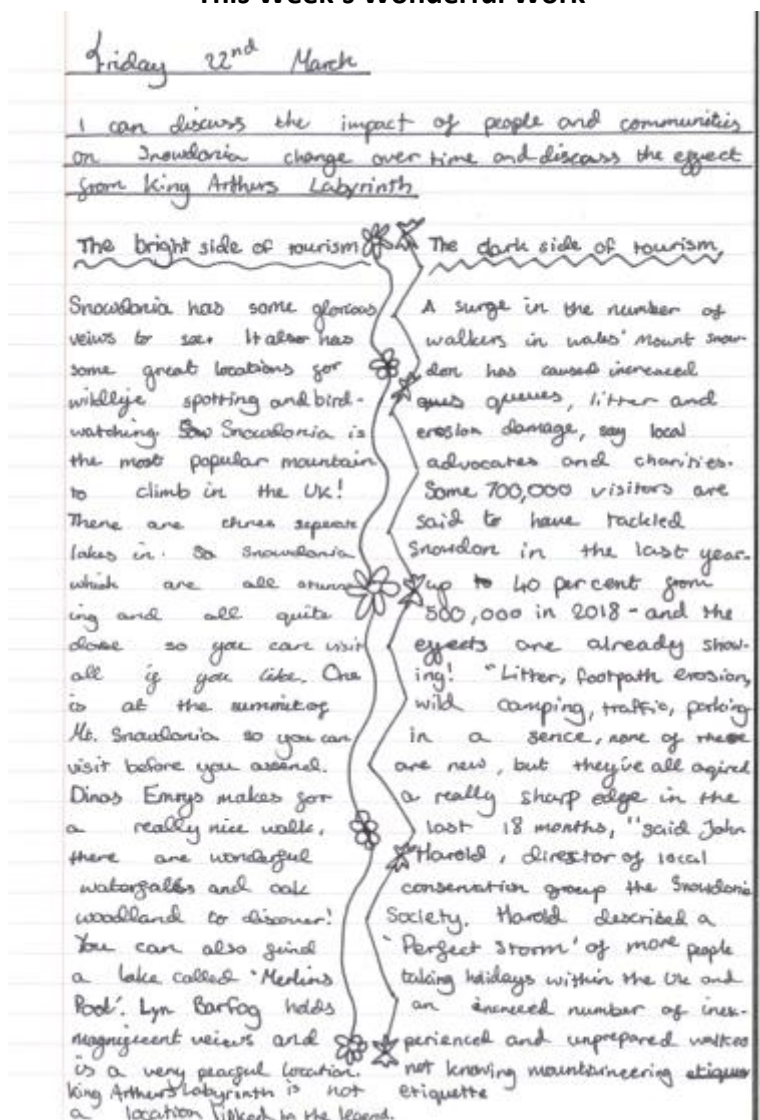 This Week's Wonderful Work
Friday 22nd March
I can discuss the impact of people and communities
on Snowdonia change over time and discuss the effect
from King Arthurs Labyrinth
The bright side of tourism
Snowdonia has some glorious
veiws to see. It also has
some great locations for
wildlife spotting and bird-
watching. Snowdonia is
the most popular mountain
to climb in the UK!
There are three seperate
lakes in. So Snowdonia
which are all stunn-
ing and all quite
close so you can visit
all if you like. One
is at the summit of
Mt. Snowdonia so you can
visit before you assend.
Dinas Emrys makes for
a really nice walk,
there are wonderful
waterfalls and oak
woodland to discover!
You can also find
a lake called 'Merlins
Pool'. Lyn Barfog holds
magnificent veiws and
is a very peacful location.
King Arthurs Labyrinth is not
a location linked to the legend.
The dark side of tourism
A surge in the number of
walkers in wales' Mount Snow-
don has caused increaced
queues, litter and
erosion damage, say local
advocates and charities.
Some 700,000 visitors are
said to have tackled
Snowdon in the last year-
up to 40 per cent from
500,000 in 2018 - and the
effects are already show-
ing! "Litter, footpath erosion,
wild camping, traffic, parking
in a sence, none of these
are new, but they've all
a really sharp edge in the
last 18 months," said John
Harold, director of local
conservation group the Snowdonia
Society. Harold described a
'Perfect Storm' of more people
taking holidays within the UK and
an number of inex-
perienced and unprepared walkers
not knowing mountaineering
etiquette